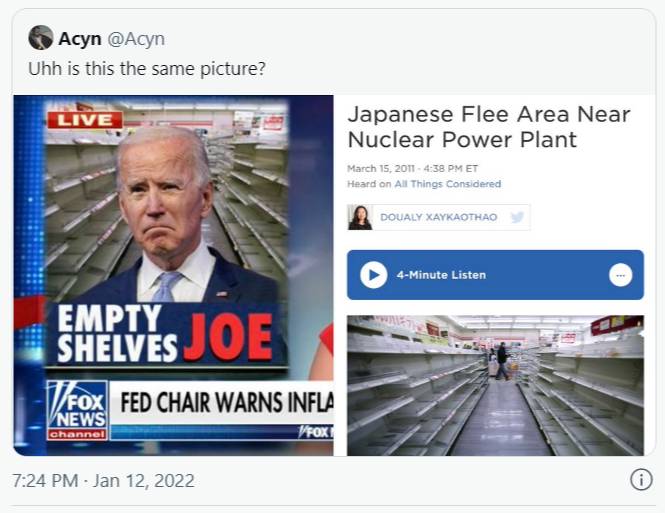 Acyn @Acyn
Uhh is this the same picture?
LIVE
EMPTY
SHELVES JOE
FOX
NEWS
channel
FED CHAIR WARNS INFLA
FOX
Japanese Flee Area Near
Nuclear Power Plant
March 15, 2011 · 4:38 PM ET
Heard on All Things Considered
DOUALY XAYKAOTHAO
4-Minute Listen
7:24 PM · Jan 12, 2022